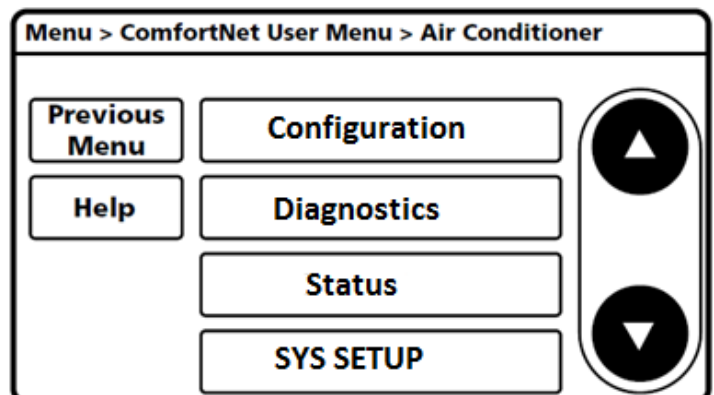 Menu > ComfortNet User Menu > Air Conditioner
Previous
Menu
Configuration
Help
Diagnostics
Status
SYS SETUP